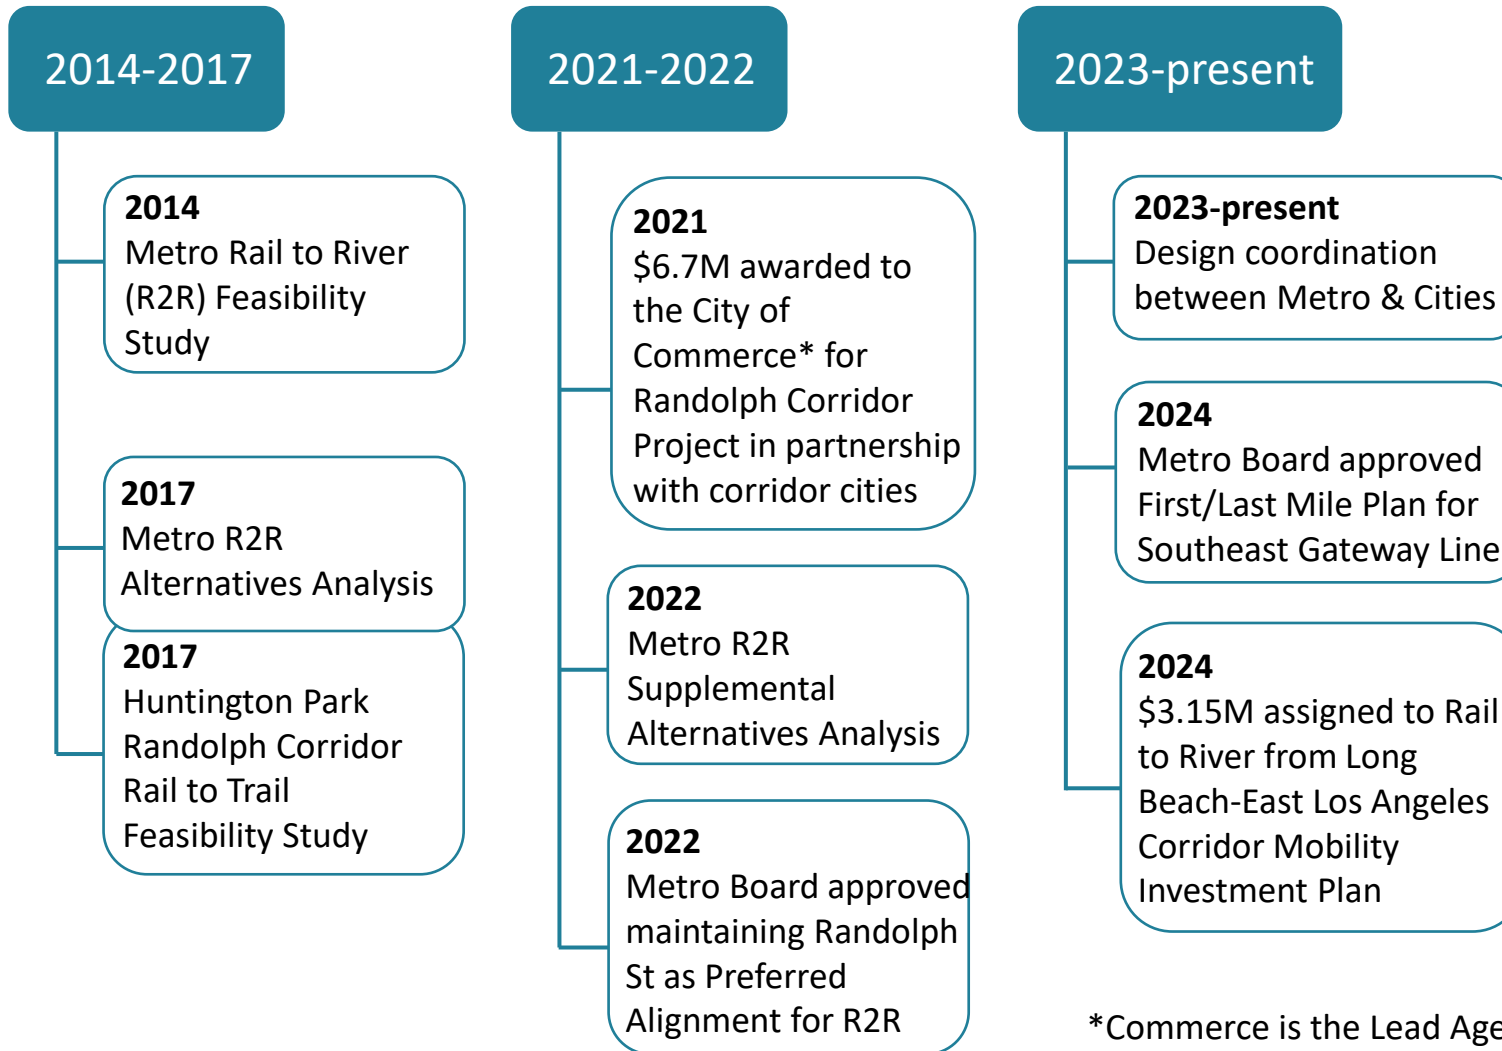 2014-2017
2014
Metro Rail to River
(R2R) Feasibility
Study
2017
Metro R2R
Alternatives Analysis
2017
Huntington Park
Randolph Corridor
Rail to Trail
Feasibility Study
2021-2022
2021
$6.7M awarded to
the City of
Commerce* for
Randolph Corridor
Project in partnership
with corridor cities
2022
Metro R2R
Supplemental
Alternatives Analysis
2022
Metro Board approved
maintaining Randolph
St as Preferred
Alignment for R2R
2023-present
2023-present
Design coordination
between Metro & Cities
2024
Metro Board approved
First/Last Mile Plan for
Southeast Gateway Line
2024
$3.15M assigned to Rail
to River from Long
Beach-East Los Angeles
Corridor Mobility
Investment Plan
*Commerce is the Lead Age